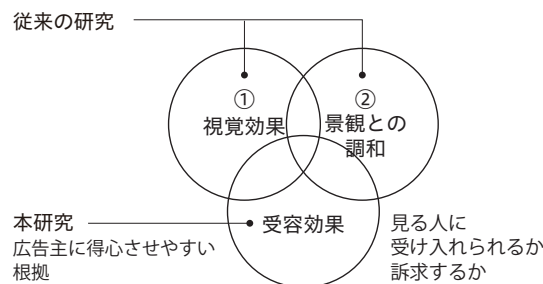 従来の研究
①
視覚効果
②
景観との
調和
本研究
広告主に得心させやすい
根拠
受容効果
見る人に
受け入れられるか
訴求するか